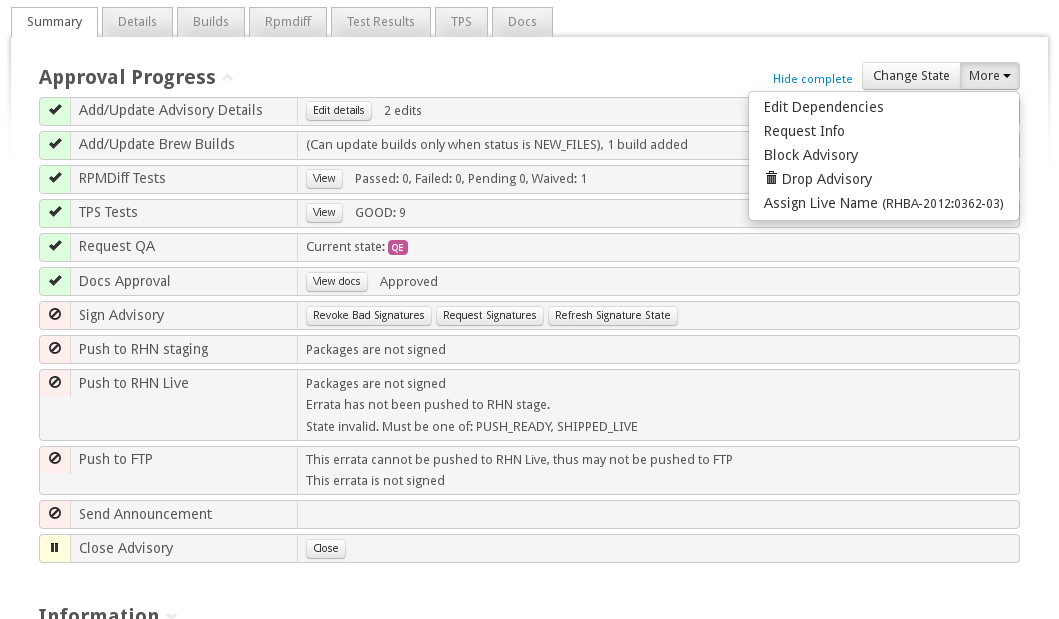 Summary Details Builds Rpmdiff Test Results TPS Docs
Approval Progress Hide complete Change State More
Add/Update Advisory Details Edit details 2 edits
Edit Dependencies
Request Info
Block Advisory
Drop Advisory
Assign Live Name (RHBA-2012:0362-03)
Add/Update Brew Builds (Can update builds only when status is NEW_FILES), 1 build added
RPMDiff Tests View Passed: 0, Failed: 0, Pending 0, Waived: 1
TPS Tests View GOOD: 9
Request QA Current state: QE
Docs Approval View docs Approved
Sign Advisory Revoke Bad Signatures Request Signatures Refresh Signature State
Push to RHN staging Packages are not signed
Push to RHN Live Packages are not signed
Errata has not been pushed to RHN stage.
State invalid. Must be one of: PUSH_READY, SHIPPED_LIVE
Push to FTP This errata cannot be pushed to RHN Live, thus may not be pushed to FTP
This errata is not signed
Send Announcement
Close Advisory Close
Information